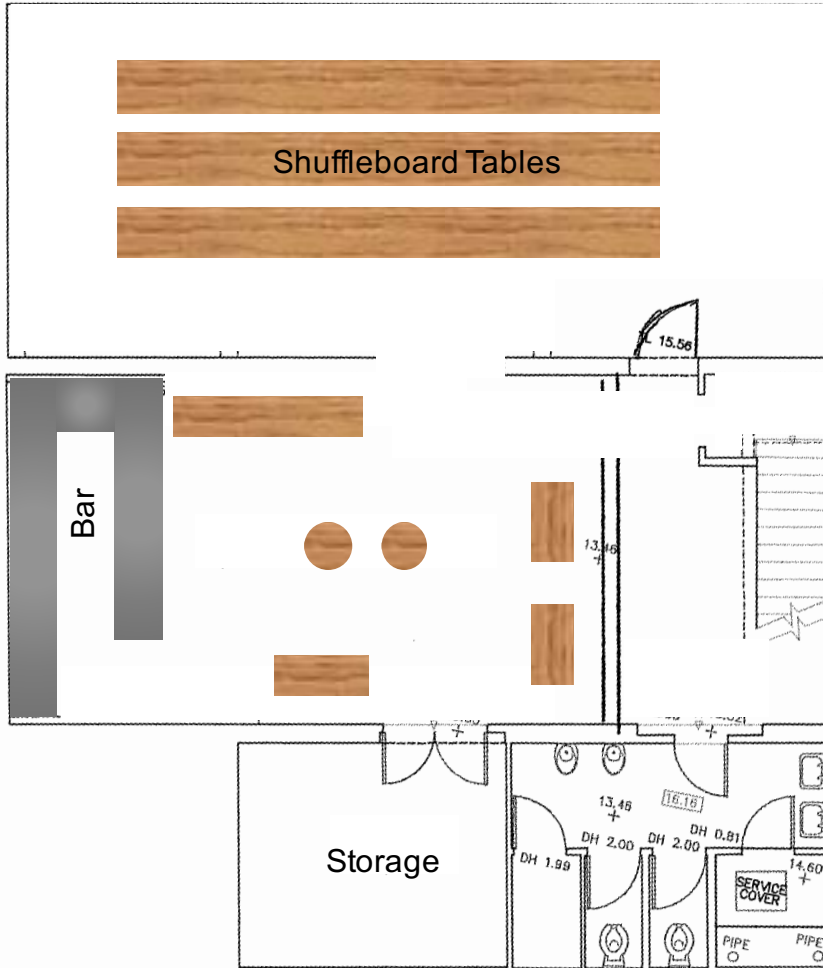 Shuffleboard Tables
15.56
Bar
13.46
16.16
13.46
DH 0.81
DH 2.00
DH 2.00
DH 1.99
Storage
14.60
SERVICE
COVER
PIPE
PIPE